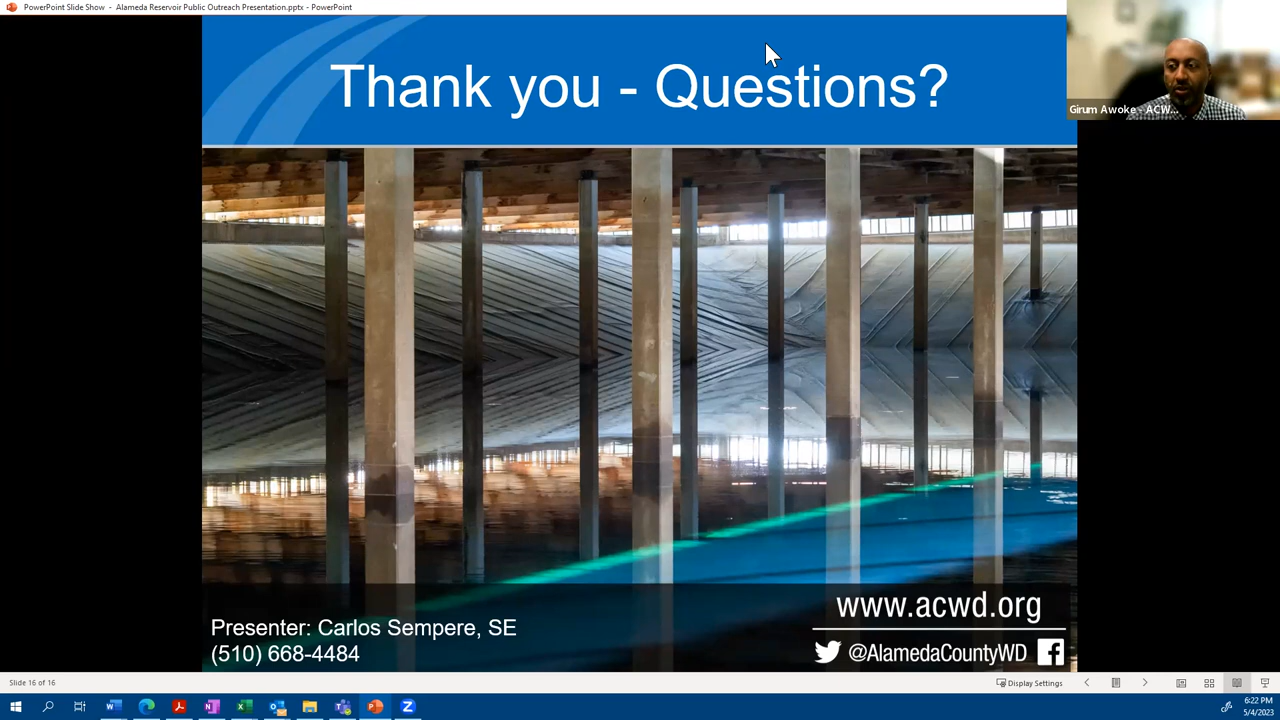 PowerPoint Slide Show - Alameda Reservoir Public Outreach Presentation.pptx - PowerPoint
Thank you - Questions?
Girum Awoke - ACW...
Presenter: Carlos Sempere, SE
(510) 668-4484
www.acwd.org
@AlamedaCountyWD
Slide 16 of 16
Display Settings
6:22 PM
5/4/2023